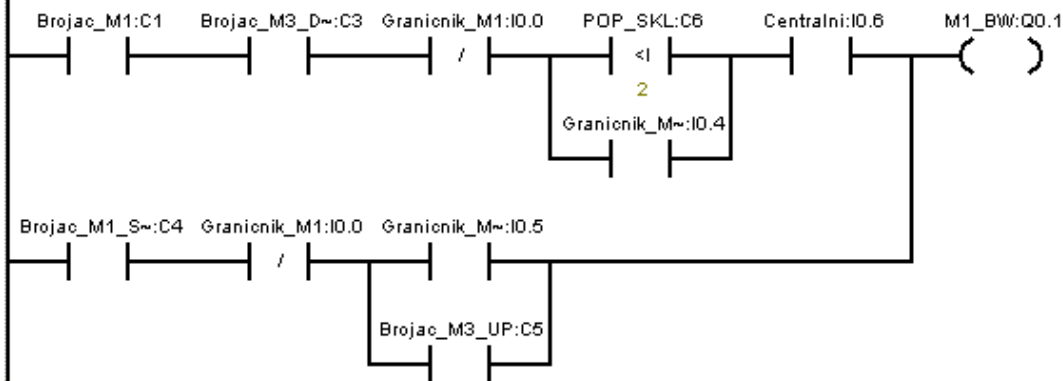 Brojac_M1:C1 Brojac_M3_D~:C3 Granicnik_M1:I0.0 POP_SKL:C6 Centralni:I0.6 M1_BW:Q0.1
/ <I
2
Granicnik_M~:I0.4
Brojac_M1_S~:C4 Granicnik_M1:I0.0 Granicnik_M~:I0.5
/
Brojac_M3_UP:C5